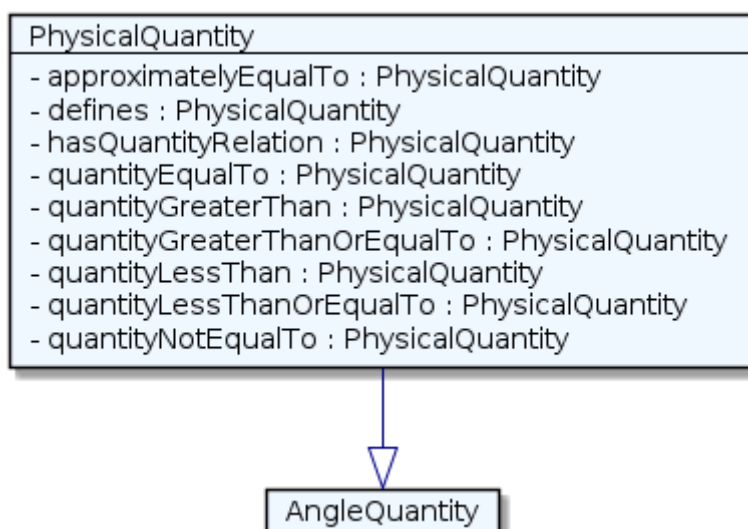 PhysicalQuantity
- approximatelyEqualTo : PhysicalQuantity
- defines : PhysicalQuantity
- hasQuantityRelation : PhysicalQuantity
- quantityEqualTo : PhysicalQuantity
- quantityGreaterThan : PhysicalQuantity
- quantityGreaterThanOrEqualTo : PhysicalQuantity
- quantityLessThan : PhysicalQuantity
- quantityLessThanOrEqualTo : PhysicalQuantity
- quantityNotEqualTo : PhysicalQuantity
AngleQuantity